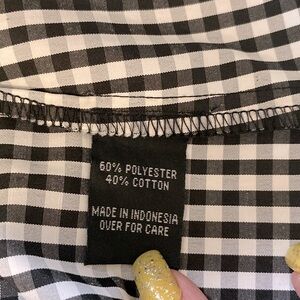 60% POLYESTER
40% COTTON
MADE IN INDONESIA
OVER FOR CARE